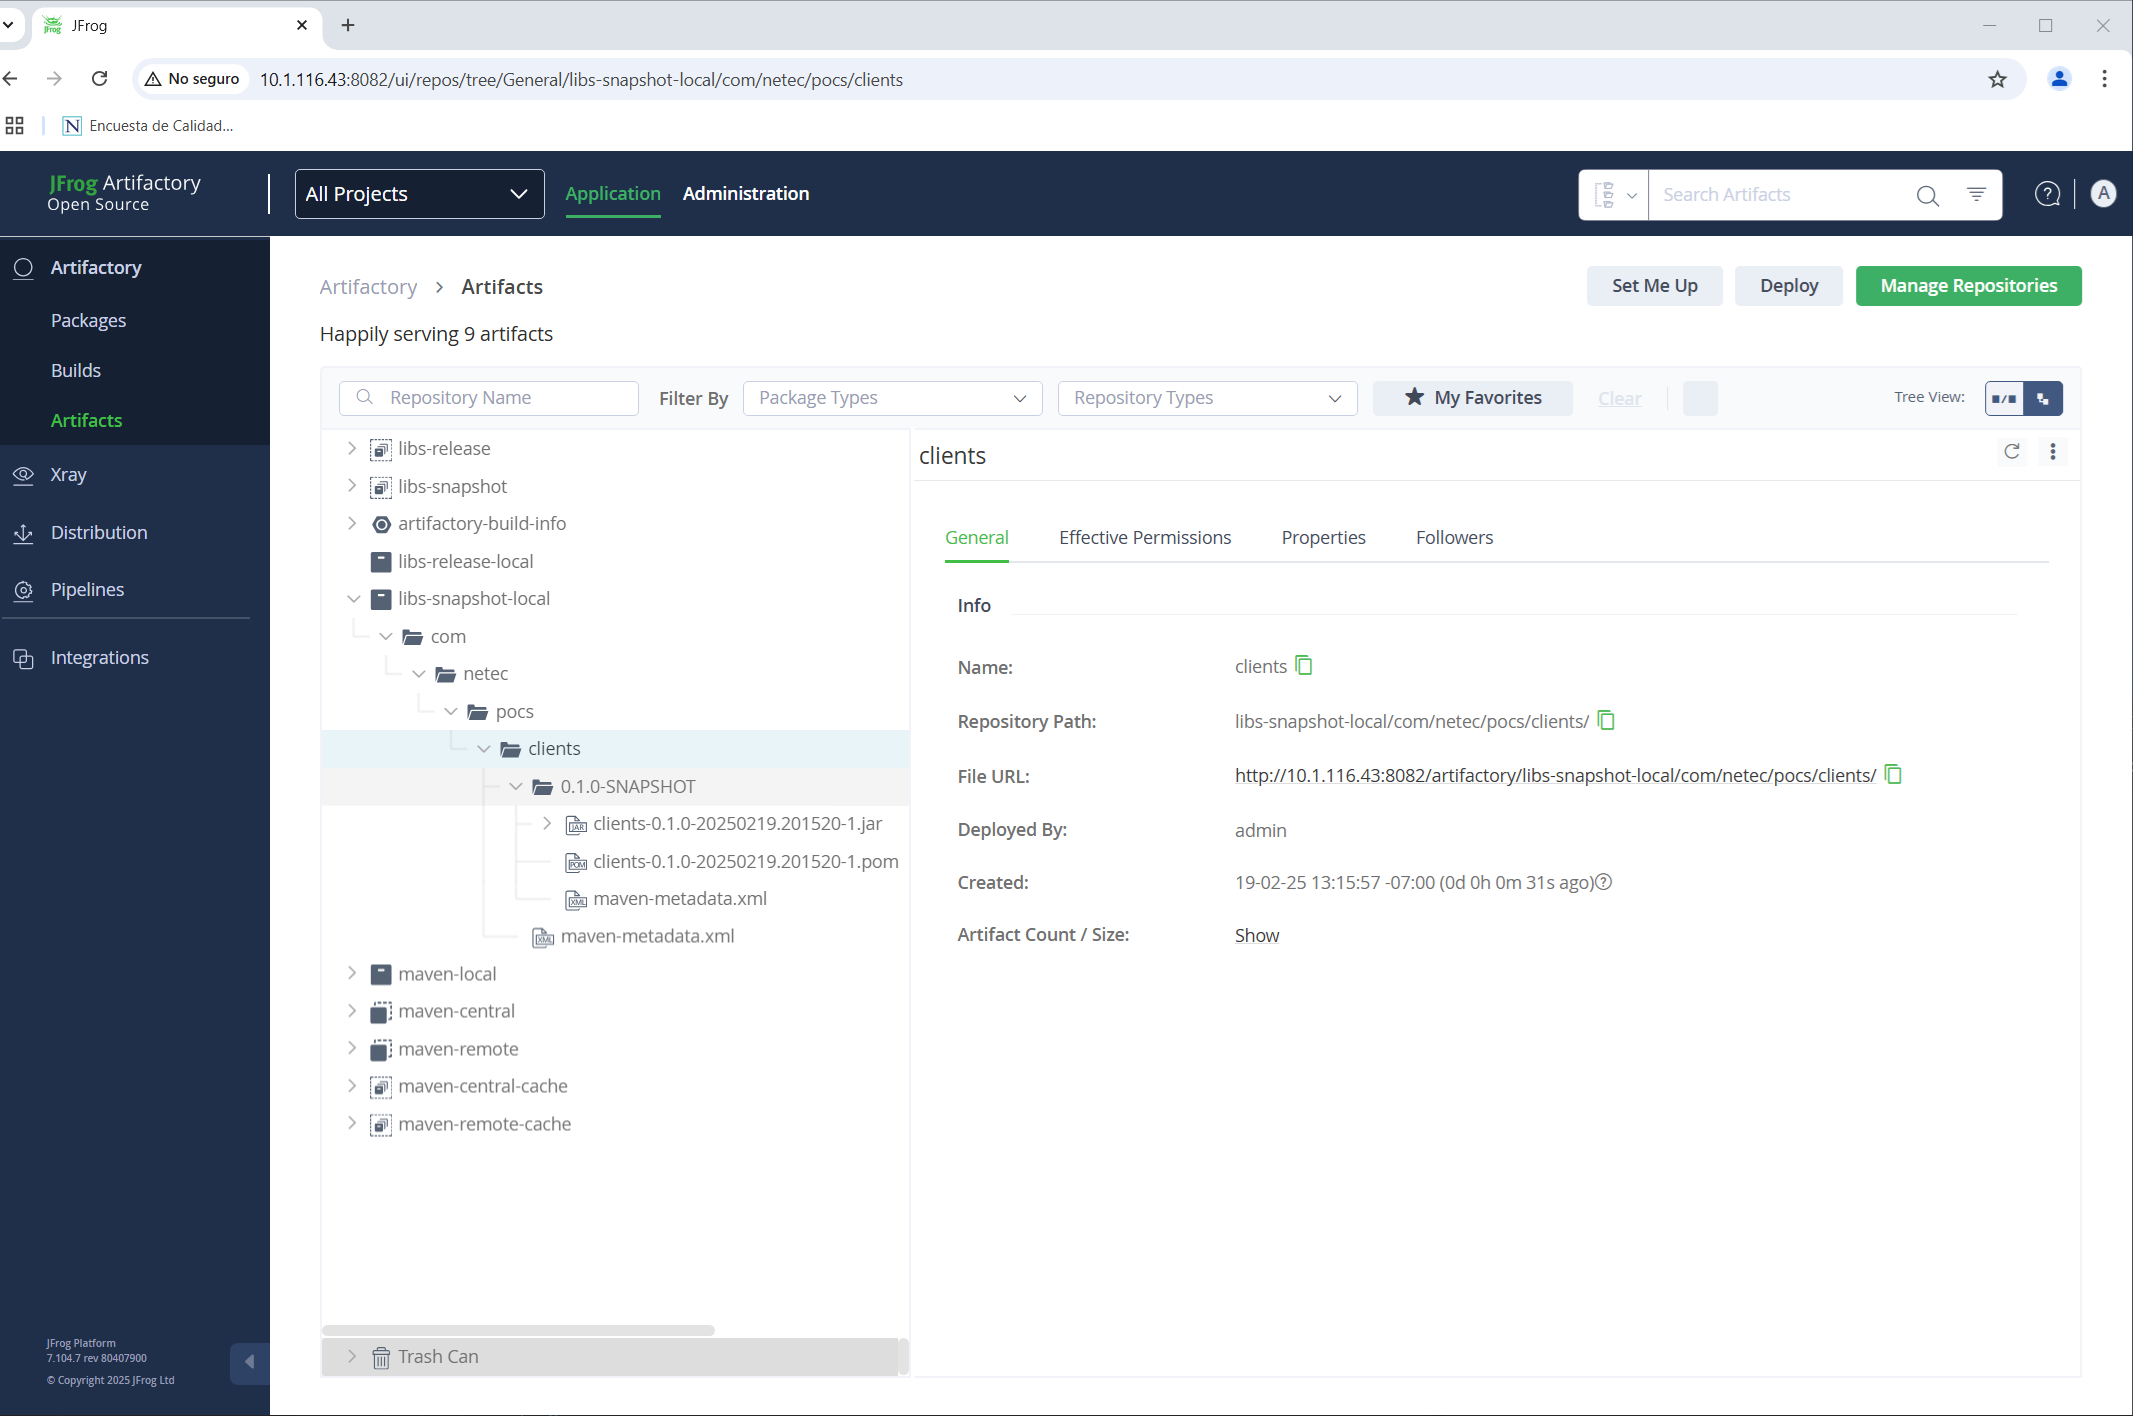 JFrog
No seguro
10.1.116.43:8082/ui/repos/tree/General/libs-snapshot-local/com/netec/pocs/clients
Encuesta de Calidad...
JFrog Artifactory
Open Source
All Projects
Application
Administration
Search Artifacts
A
Artifactory
Packages
Builds
Artifacts
Xray
Distribution
Pipelines
Integrations
JFrog Platform
7.104.7 rev 80407900
© Copyright 2025 JFrog Ltd
Artifactory > Artifacts
Set Me Up
Deploy
Manage Repositories
Happily serving 9 artifacts
Repository Name
Filter By
Package Types
Repository Types
My Favorites
Clear
Tree View:
libs-release
libs-snapshot
artifactory-build-info
libs-release-local
libs-snapshot-local
com
netec
pocs
clients
0.1.0-SNAPSHOT
clients-0.1.0-20250219.201520-1.jar
clients-0.1.0-20250219.201520-1.pom
maven-metadata.xml
maven-metadata.xml
maven-local
maven-central
maven-remote
maven-central-cache
maven-remote-cache
Trash Can
clients
General
Effective Permissions
Properties
Followers
Info
Name: clients
Repository Path: libs-snapshot-local/com/netec/pocs/clients/
File URL: http://10.1.116.43:8082/artifactory/libs-snapshot-local/com/netec/pocs/clients/
Deployed By: admin
Created: 19-02-25 13:15:57 -07:00 (0d 0h 0m 31s ago)
Artifact Count / Size: Show